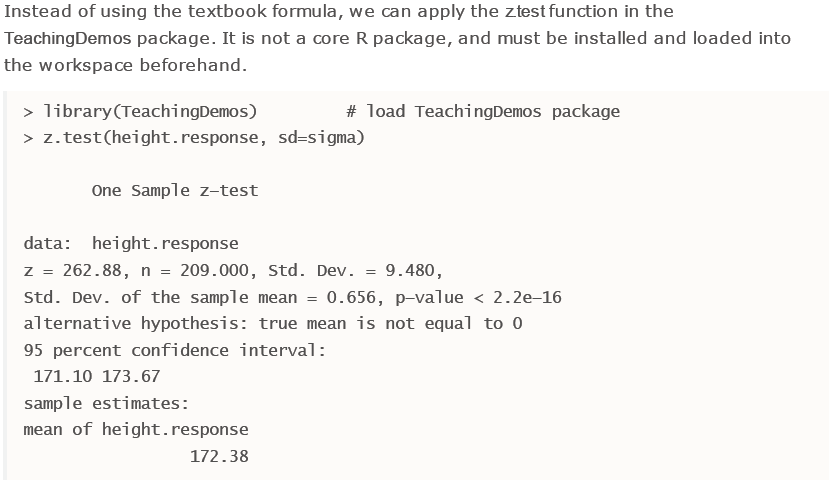 Instead of using the textbook formula, we can apply the z.test function in the
TeachingDemos package. It is not a core R package, and must be installed and loaded into
the workspace beforehand.
> library(TeachingDemos)         # load TeachingDemos package
> z.test(height.response, sd=sigma)
One Sample z−test
data:  height.response
z = 262.88, n = 209.000, Std. Dev. = 9.480,
Std. Dev. of the sample mean = 0.656, p−value < 2.2e−16
alternative hypothesis: true mean is not equal to 0
95 percent confidence interval:
171.10 173.67
sample estimates:
mean of height.response
172.38